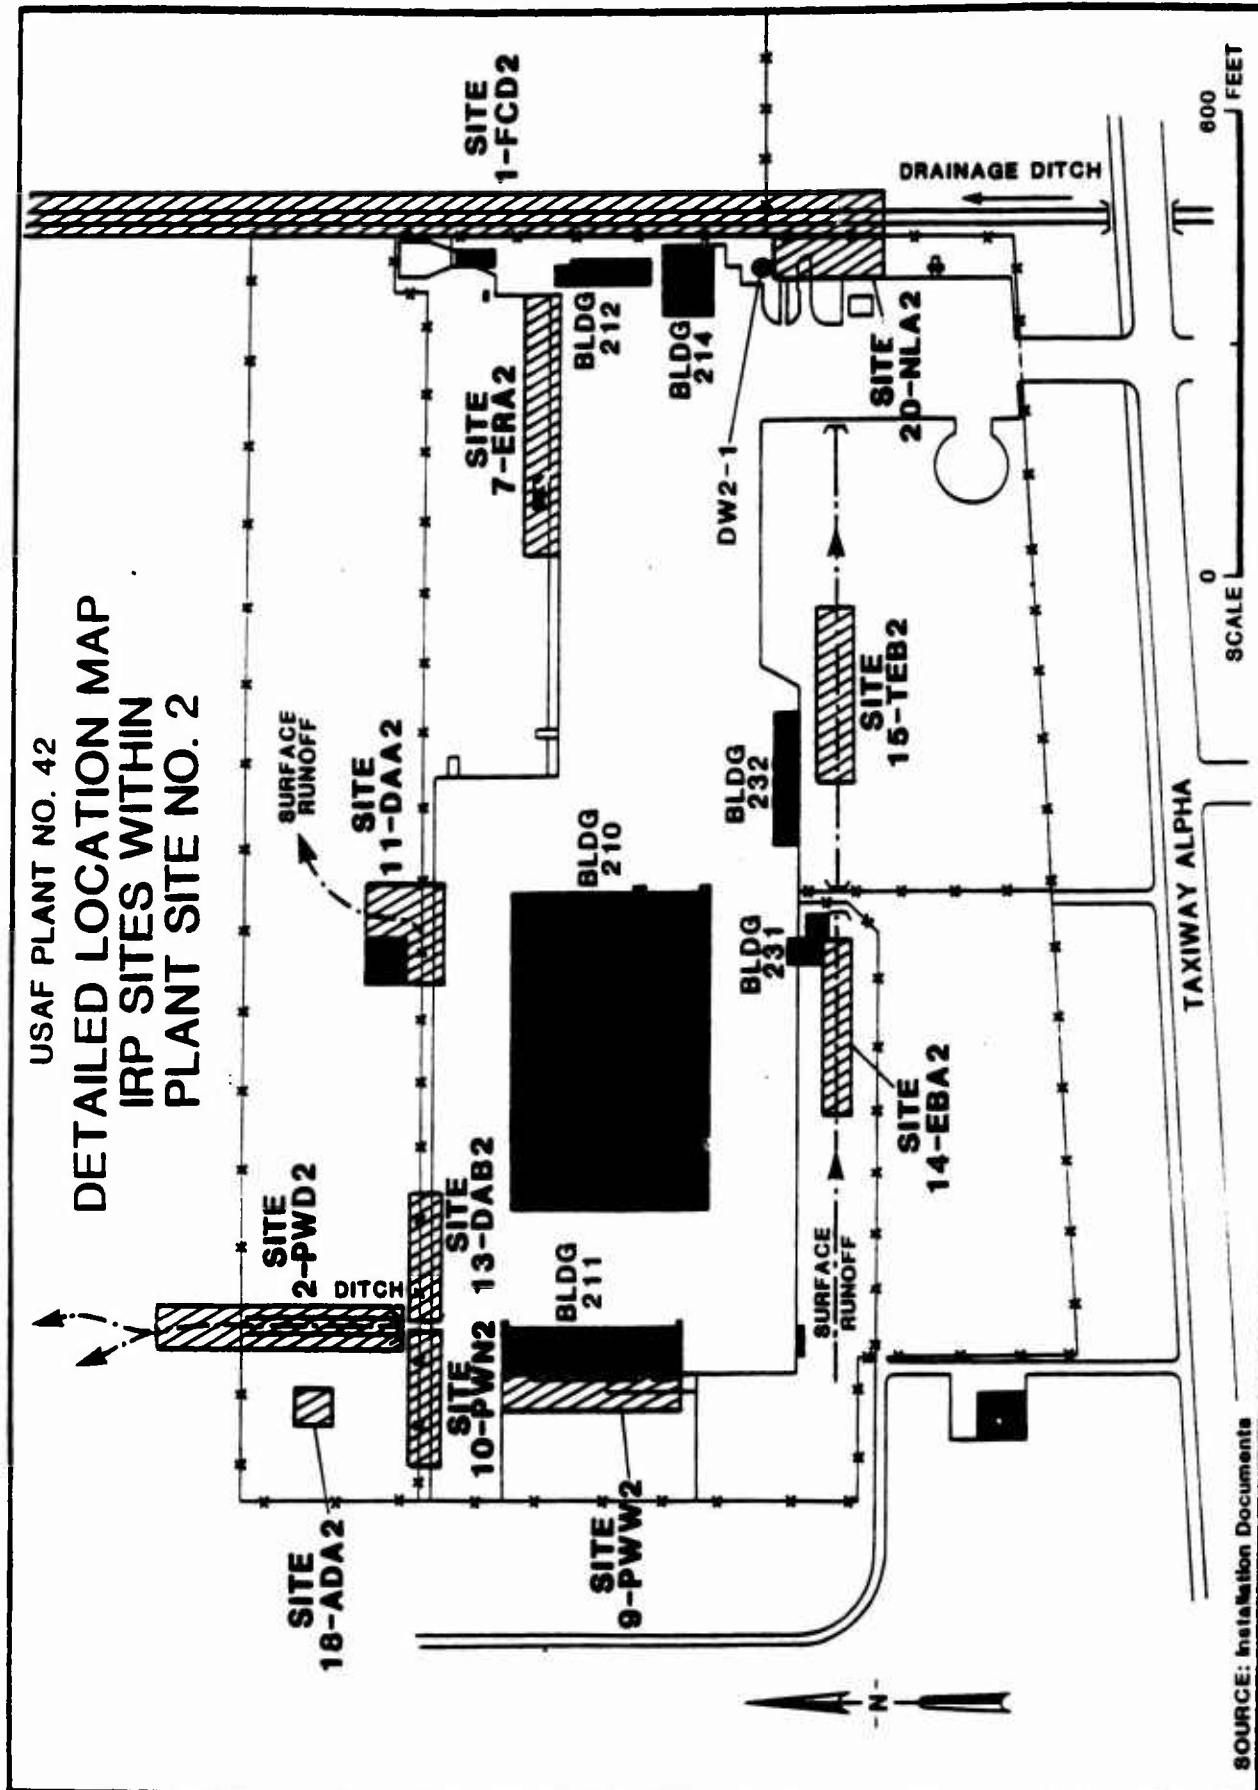 USAF PLANT NO. 42
DETAILED LOCATION MAP
IRP SITES WITHIN
PLANT SITE NO. 2
SITE
18-ADA2
SITE
2-PWD2
DITCH
SURFACE
RUNOFF
SITE
11-DAA2
SITE
1-FCD2
SITE
10-PWN2
SITE
13-DAB2
SITE
7-ERA2
BLDG
211
BLDG
210
BLDG
212
BLDG
214
SITE
9-PWW2
DW2-1
BLDG
231
BLDG
232
SURFACE
RUNOFF
SITE
14-EBA2
SITE
15-TEB2
SITE
20-NLA2
DRAINAGE DITCH
-N-
TAXIWAY ALPHA
SCALE
0
600
FEET
SOURCE: Installation Documents